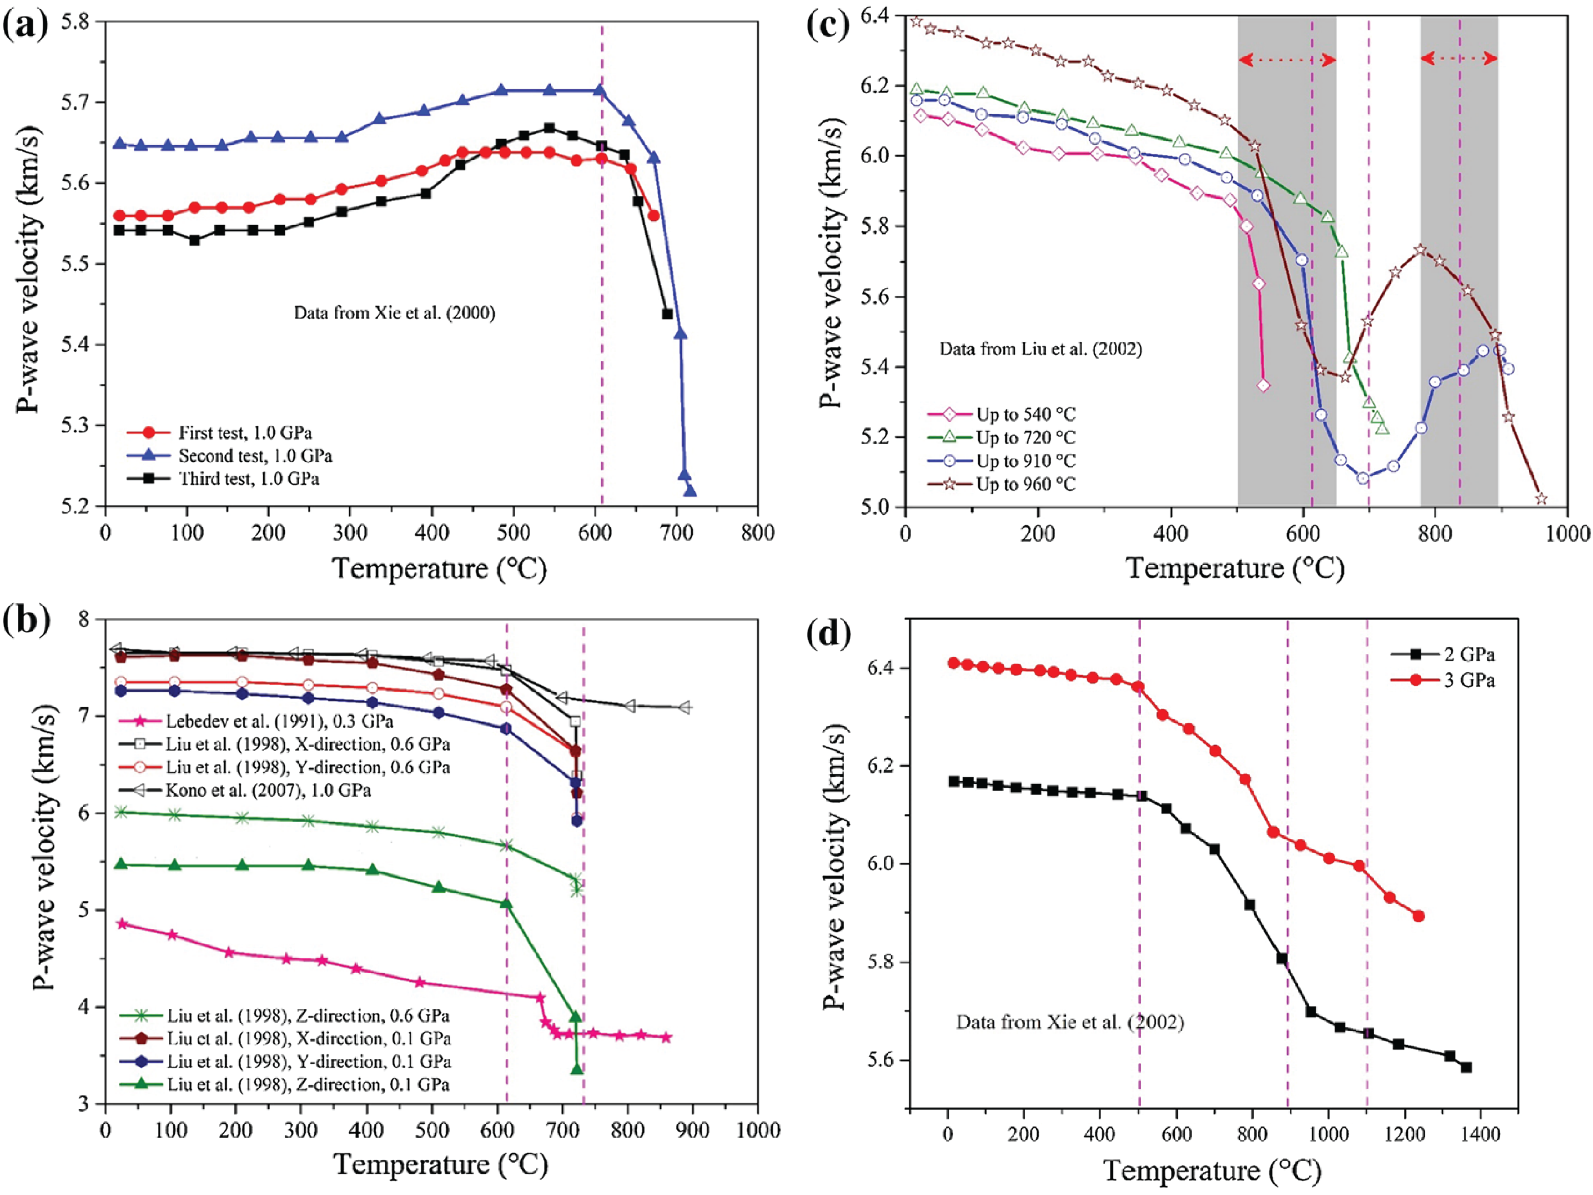 (a)
5.8
5.7
5.6
5.5
5.4
5.3
5.2
P-wave velocity (km/s)
Data from Xie et al. (2000)
First test, 1.0 GPa
Second test, 1.0 GPa
Third test, 1.0 GPa
0 100 200 300 400 500 600 700 800
Temperature (°C)
(c)
6.4
6.2
6.0
5.8
5.6
5.4
5.2
5.0
P-wave velocity (km/s)
Data from Liu et al. (2002)
Up to 540 °C
Up to 720 °C
Up to 910 °C
Up to 960 °C
0 200 400 600 800 1000
Temperature (°C)
(b)
8
7
6
5
4
3
P-wave velocity (km/s)
Lebedev et al. (1991), 0.3 GPa
Liu et al. (1998), X-direction, 0.6 GPa
Liu et al. (1998), Y-direction, 0.6 GPa
Kono et al. (2007), 1.0 GPa
Liu et al. (1998), Z-direction, 0.6 GPa
Liu et al. (1998), X-direction, 0.1 GPa
Liu et al. (1998), Y-direction, 0.1 GPa
Liu et al. (1998), Z-direction, 0.1 GPa
0 100 200 300 400 500 600 700 800 900 1000
Temperature (°C)
(d)
6.4
6.2
6.0
5.8
5.6
P-wave velocity (km/s)
2 GPa
3 GPa
Data from Xie et al. (2002)
0 200 400 600 800 1000 1200 1400
Temperature (°C)